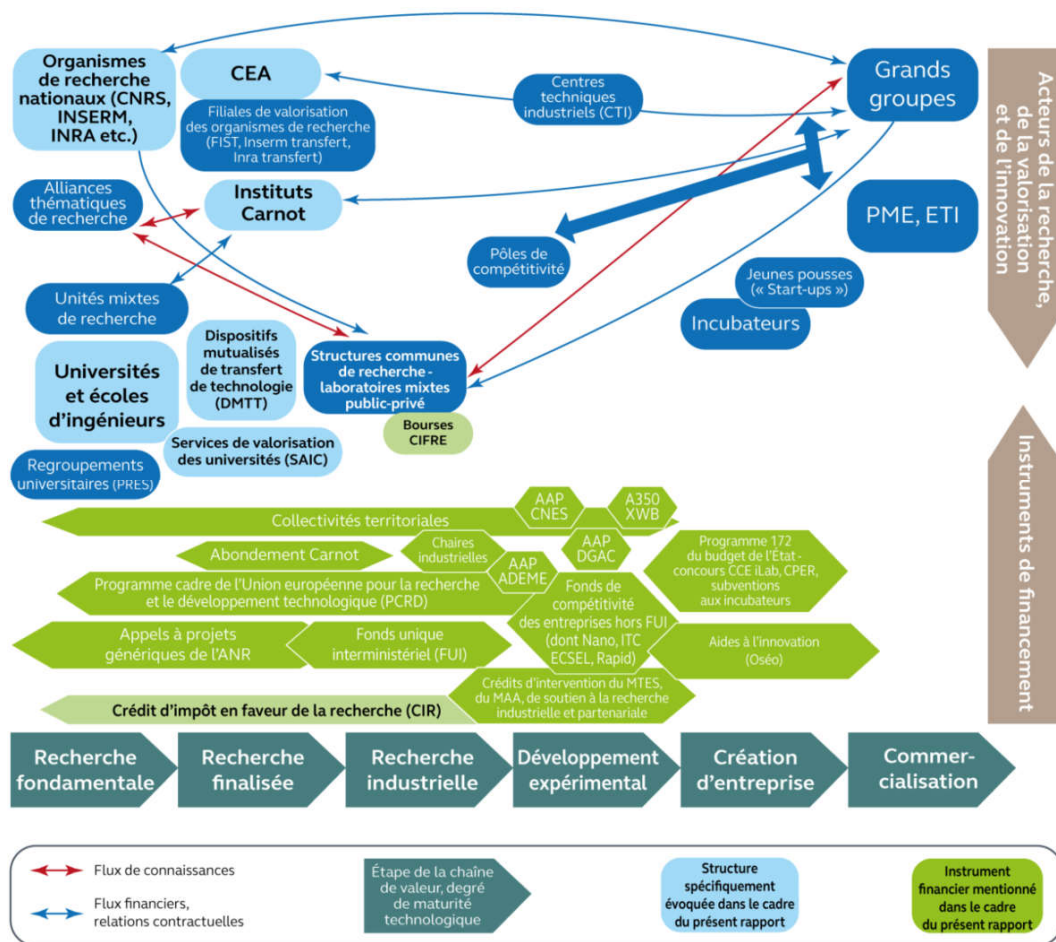 Organismes
de recherche
nationaux (CNRS,
INSERM,
INRA etc.)
CEA
Filiales de valorisation
des organismes de recherche
(FIST, Inserm transfert,
Inra transfert)
Centres
techniques
industriels (CTI)
Grands
groupes
Alliances
thématiques
de recherche
Instituts
Carnot
PME, ETI
Pôles de
compétitivité
Jeunes pousses
(« Start-ups »)
Incubateurs
Unités mixtes
de recherche
Universités
et écoles
d'ingénieurs
Dispositifs
mutualisés
de transfert
de technologie
(DMTT)
Structures communes
de recherche-
laboratoires mixtes
public-privé
Bourses
CIFRE
Services de valorisation
des universités (SAIC)
Regroupements
universitaires (PRES)
Acteurs de la recherche,
de la valorisation
et de l'innovation
Instruments de financement
Collectivités territoriales
AAP
CNES
A350
XWB
Abondement Carnot
Chaires
industrielles
AAP
DGAC
AAP
ADEME
Programme 172
du budget de l'État-
concours CCE iLab, CPER,
subventions
aux incubateurs
Programme cadre de l'Union européenne pour la recherche
et le développement technologique (PCRD)
Fonds de
compétitivité
des entreprises hors FUI
(dont Nano, ITC
ECSEL, Rapid)
Appels à projets
génériques de l'ANR
Fonds unique
interministériel (FUI)
Aides à l'innovation
(Oséo)
Crédits d'intervention du MTES,
du MAA, de soutien à la recherche
industrielle et partenariale
Crédit d'impôt en faveur de la recherche (CIR)
Recherche
fondamentale
Recherche
finalisée
Recherche
industrielle
Développement
expérimental
Création
d'entreprise
Commer-
cialisation
Flux de connaissances
Flux financiers,
relations contractuelles
Étape de la chaîne
de valeur, degré
de maturité
technologique
Structure
spécifiquement
évoquée dans le cadre
du présent rapport
Instrument
financier mentionné
dans le cadre
du présent rapport